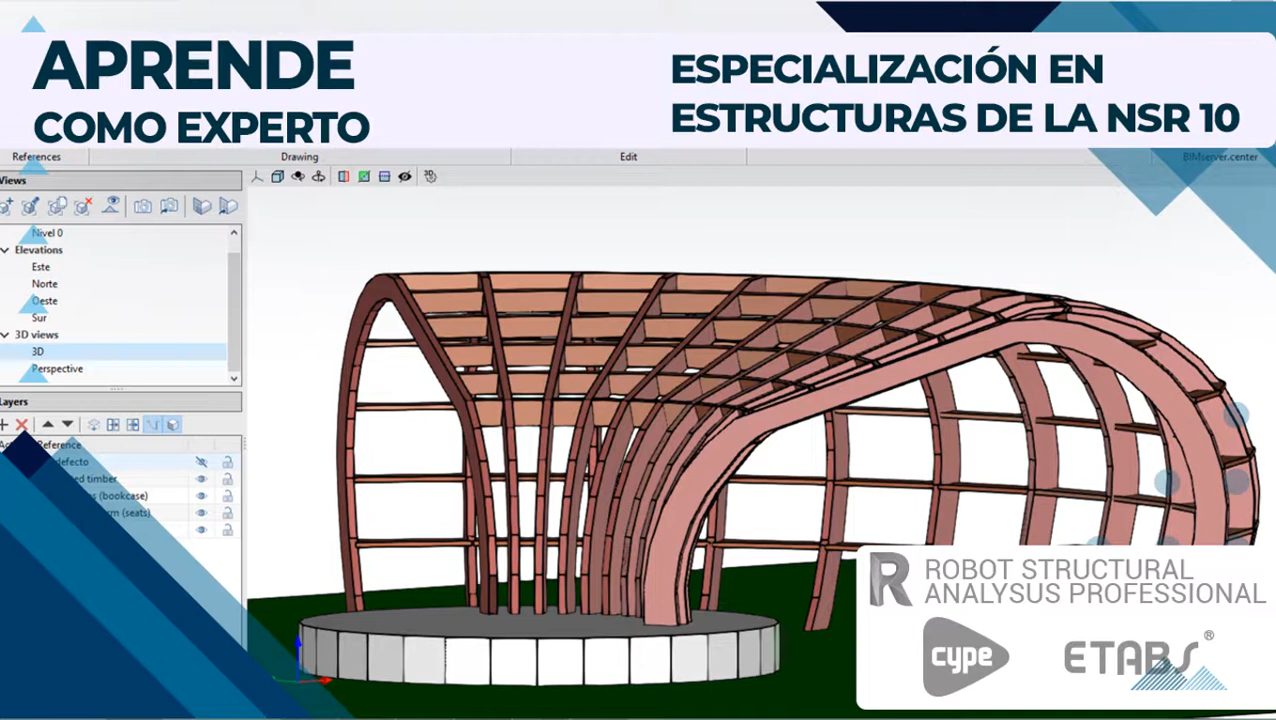 APRENDE
COMO EXPERTO
ESPECIALIZACIÓN EN
ESTRUCTURAS DE LA NSR 10
References
Drawing
Edit
BIMserver.center
Views
3D
Nivel 0
Elevations
Este
Norte
Oeste
Sur
3D views
3D
Perspective
Layers
Reference
defecto
ed timber
s (bookcase)
rm (seats)
R ROBOT STRUCTURAL
ANALYSUS PROFESSIONAL
cype
ETABS®